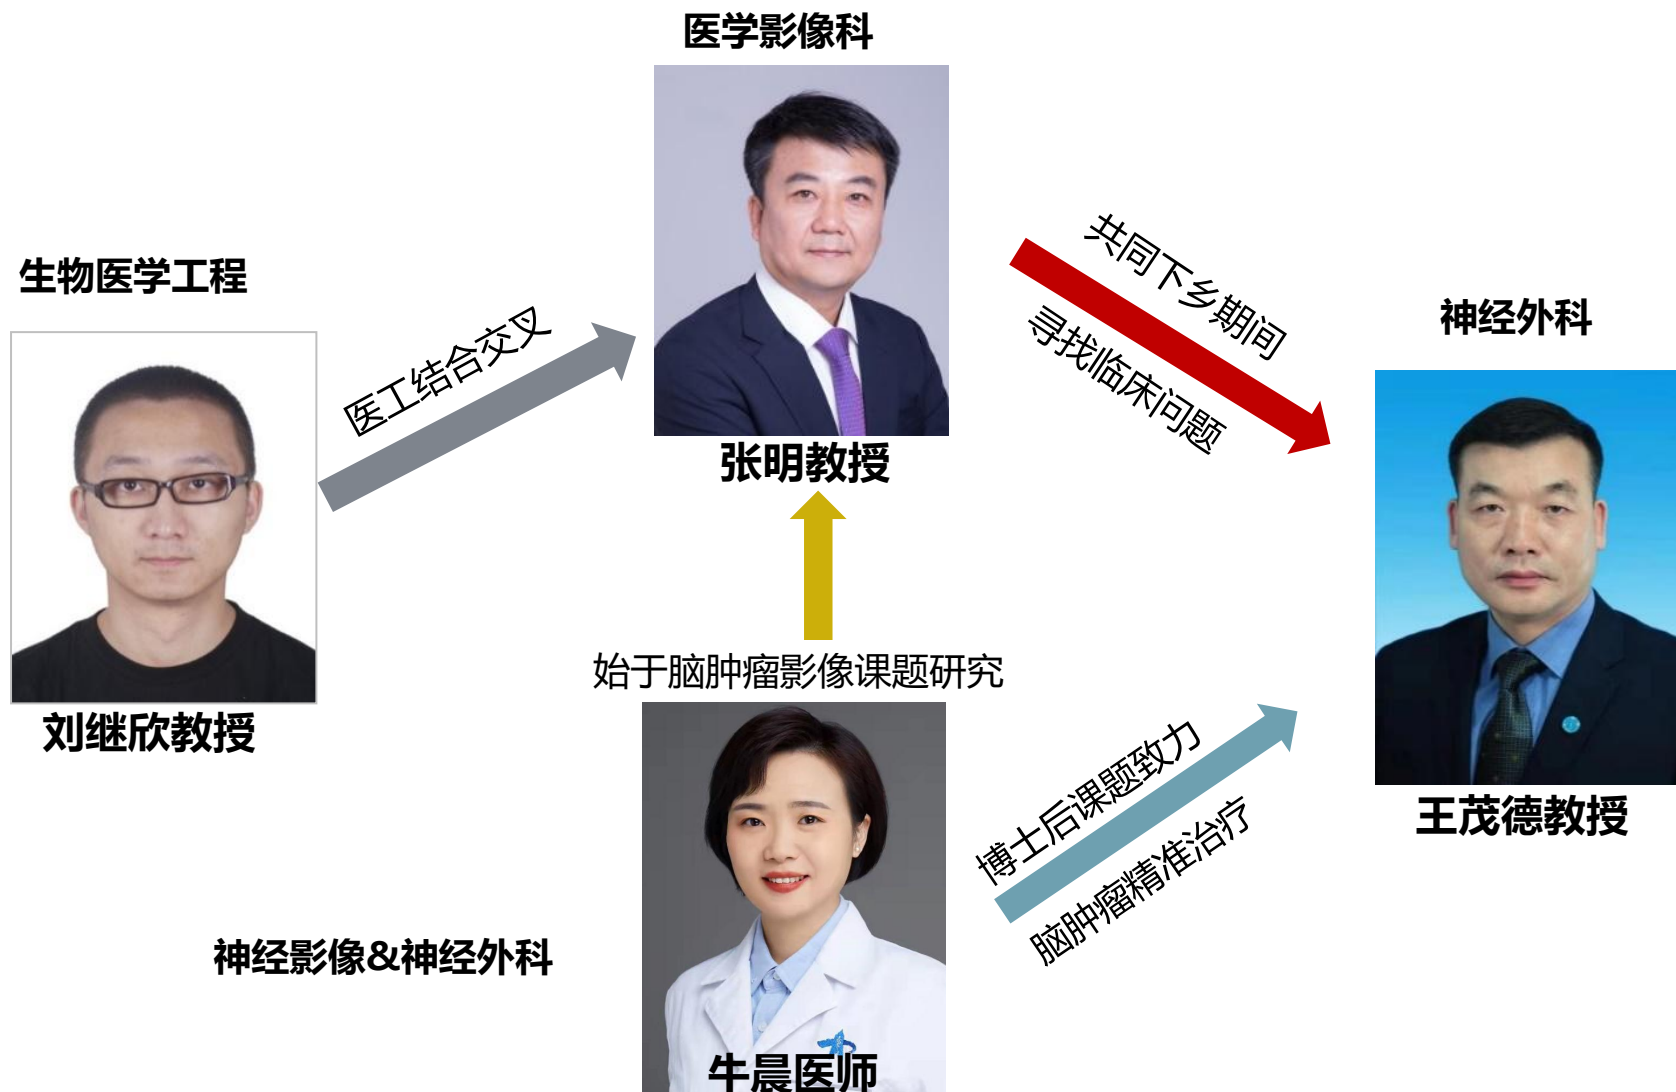 医学影像科
生物医学工程
医工结合交叉
张明教授
共同下乡期间
寻找临床问题
神经外科
刘继欣教授
始于脑肿瘤影像课题研究
博士后课题致力
脑肿瘤精准治疗
王茂德教授
神经影像&神经外科
牛晨医师